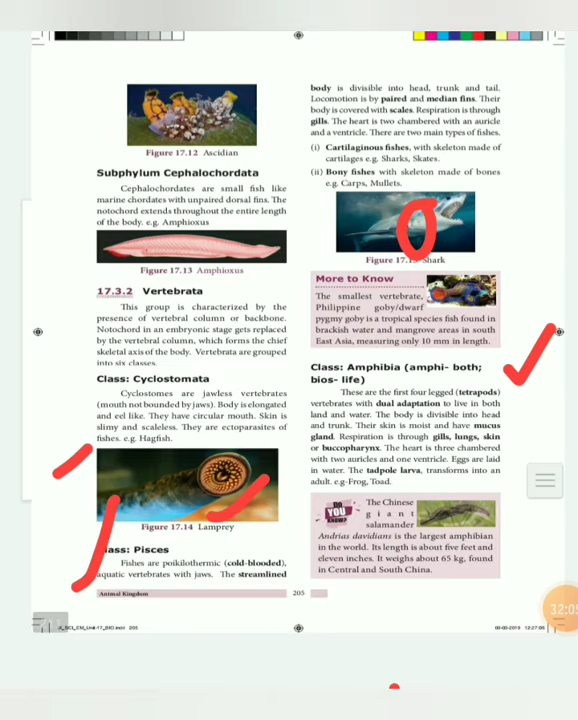 Figure 17.12 Ascidian
Subphylum Cephalochordata
Cephalochordates are small fish like
marine chordates with unpaired dorsal fins. The
notochord extends throughout the entire length
of the body. e.g. Amphioxus
Figure 17.13 Amphioxus
17.3.2 Vertebrata
This group is characterized by the
presence of vertebral column or backbone.
Notochord in an embryonic stage gets replaced
by the vertebral column, which forms the chief
skeletal axis of the body. Vertebrata are grouped
into six classes.
Class: Cyclostomata
Cyclostomes are jawless vertebrates
(mouth not bounded by jaws). Body is elongated
and eel like. They have circular mouth. Skin is
slimy and scaleless. They are ectoparasites of
fishes. e.g. Hagfish.
Figure 17.14 Lamprey
Pisces
Fishes are poikilothermic (cold-blooded),
aquatic vertebrates with jaws. The streamlined
body is divisible into head, trunk and tail.
Locomotion is by paired and median fins. Their
body is covered with scales. Respiration is through
gills. The heart is two chambered with an auricle
and a ventricle. There are two main types of fishes.
(i) Cartilaginous fishes, with skeleton made of
cartilages e.g. Sharks, Skates.
(ii) Bony fishes with skeleton made of bones
e.g. Carps, Mullets.
Figure Shark
More to Know
The smallest vertebrate,
Philippine goby/dwarf
pygmy goby is a tropical species fish found in
brackish water and mangrove areas in south
East Asia, measuring only 10 mm in length.
Class: Amphibia (amphi- both;
bios- life)
These are the first four legged (tetrapods)
vertebrates with dual adaptation to live in both
land and water. The body is divisible into head
and trunk. Their skin is moist and have mucus
gland. Respiration is through gills, lungs, skin
or buccopharynx. The heart is three chambered
with two auricles and one ventricle. Eggs are laid
in water. The tadpole larva, transforms into an
adult. e.g-Frog, Toad.
Do YOU KNOW?
The Chinese
giant
salamander
Andrias davidians is the largest amphibian
in the world. Its length is about five feet and
eleven inches. It weighs about 65 kg, found
in Central and South China.
Animal Kingdom
205
32:05